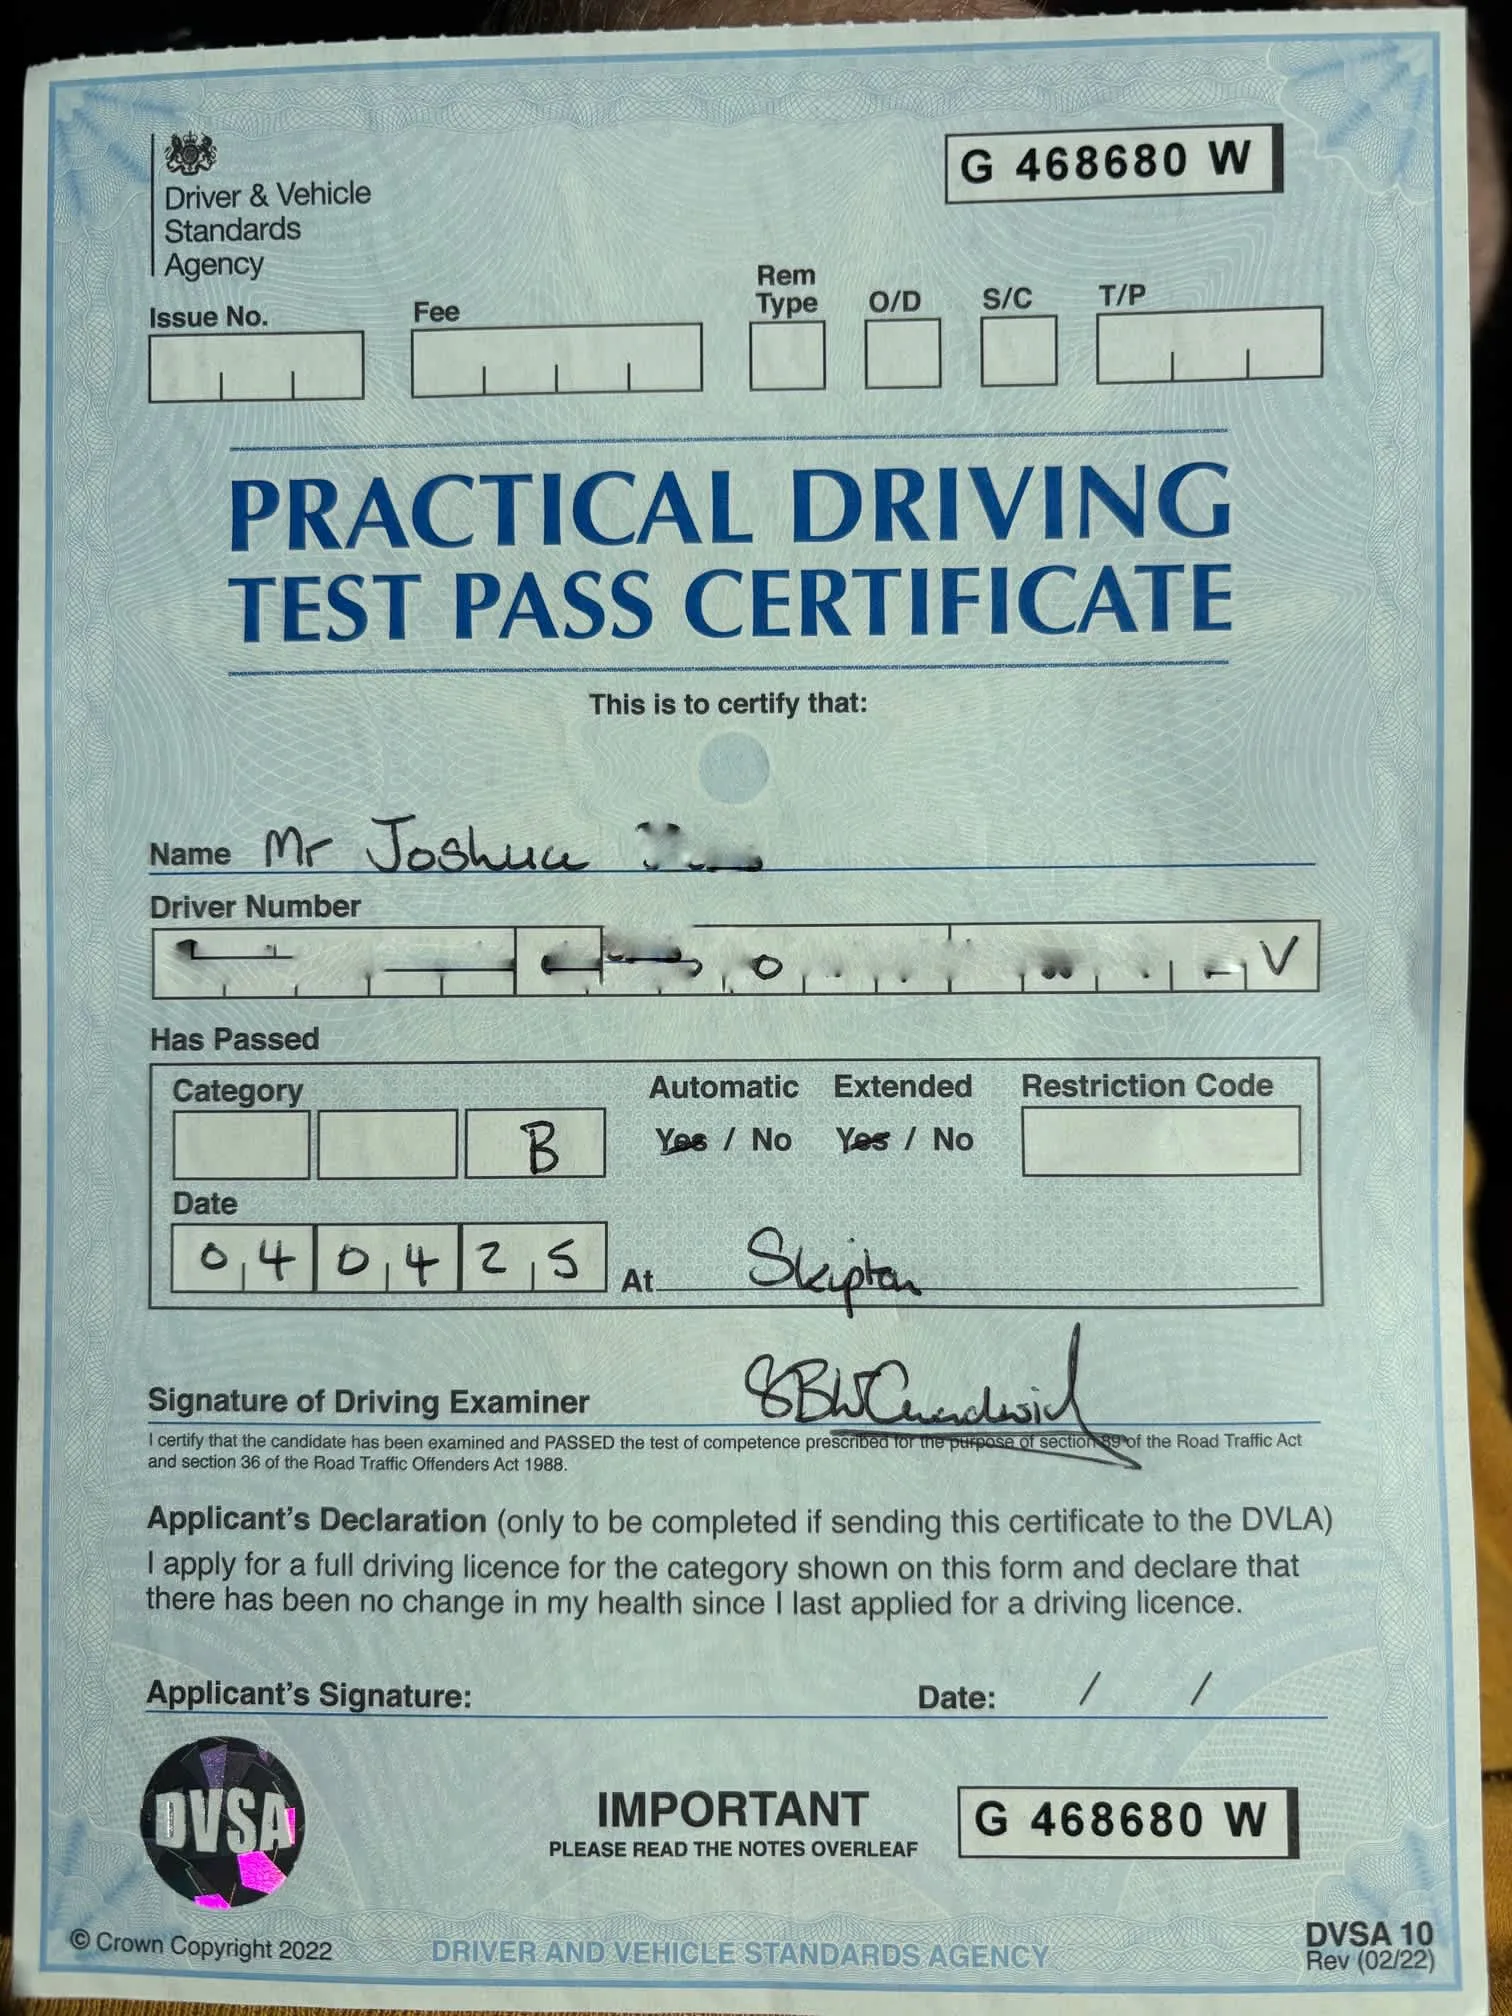 G 468680 W
Driver & Vehicle
Standards
Agency
Issue No.
Fee
Rem
Type
O/D
S/C
T/P
PRACTICAL DRIVING
TEST PASS CERTIFICATE
This is to certify that:
Name Mr Joshua
Driver Number
O V
Has Passed
Category
Automatic Extended Restriction Code
B
Yes / No Yes / No
Date
04 04 25
At Skipton
Signature of Driving Examiner
I certify that the candidate has been examined and PASSED the test of competence prescribed for the purpose of section 89 of the Road Traffic Act
and section 36 of the Road Traffic Offenders Act 1988.
Applicant's Declaration (only to be completed if sending this certificate to the DVLA)
I apply for a full driving licence for the category shown on this form and declare that
there has been no change in my health since I last applied for a driving licence.
Applicant's Signature: Date: / /
DVSA
IMPORTANT
PLEASE READ THE NOTES OVERLEAF
G 468680 W
© Crown Copyright 2022
DRIVER AND VEHICLE STANDARDS AGENCY
DVSA 10
Rev (02/22)